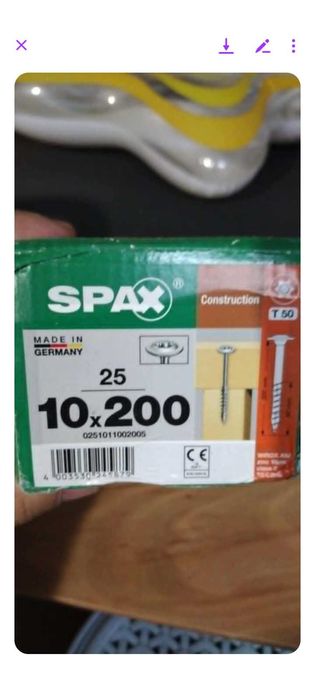 SPAX®
Construction
T 50
MADE IN
GERMANY
25
10x200
0251011002005
CE